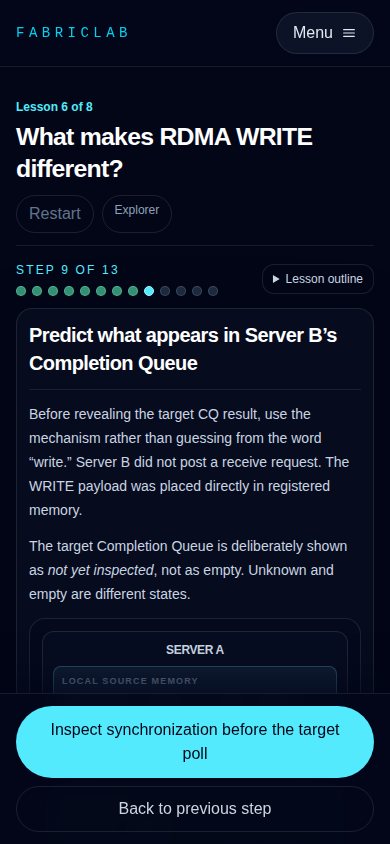 FABRICLAB
Menu
Lesson 6 of 8
What makes RDMA WRITE
different?
Restart
Explorer
STEP 9 OF 13
Lesson outline
Predict what appears in Server B’s
Completion Queue
Before revealing the target CQ result, use the
mechanism rather than guessing from the word
“write.” Server B did not post a receive request. The
WRITE payload was placed directly in registered
memory.
The target Completion Queue is deliberately shown
as not yet inspected, not as empty. Unknown and
empty are different states.
SERVER A
LOCAL SOURCE MEMORY
Inspect synchronization before the target
poll
Back to previous step